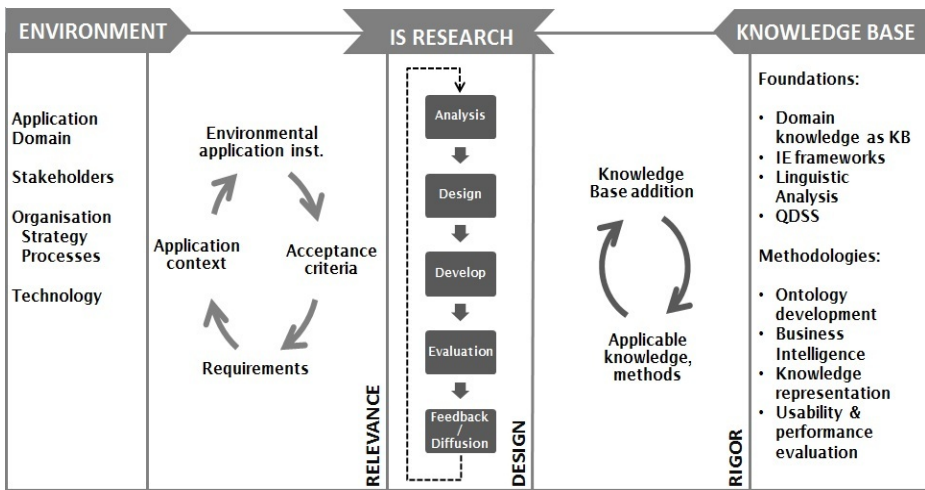 ENVIRONMENT
IS RESEARCH
KNOWLEDGE BASE
Application
Domain
Stakeholders
Organisation
Strategy
Processes
Technology
Environmental
application inst.
Application
context
Acceptance
criteria
Requirements
RELEVANCE
Analysis
Design
Develop
Evaluation
Feedback
/
Diffusion
DESIGN
Knowledge
Base addition
Applicable
knowledge,
methods
RIGOR
Foundations:
• Domain
knowledge as KB
• IE frameworks
• Linguistic
Analysis
• QDSS
Methodologies:
• Ontology
development
• Business
Intelligence
• Knowledge
representation
• Usability &
performance
evaluation